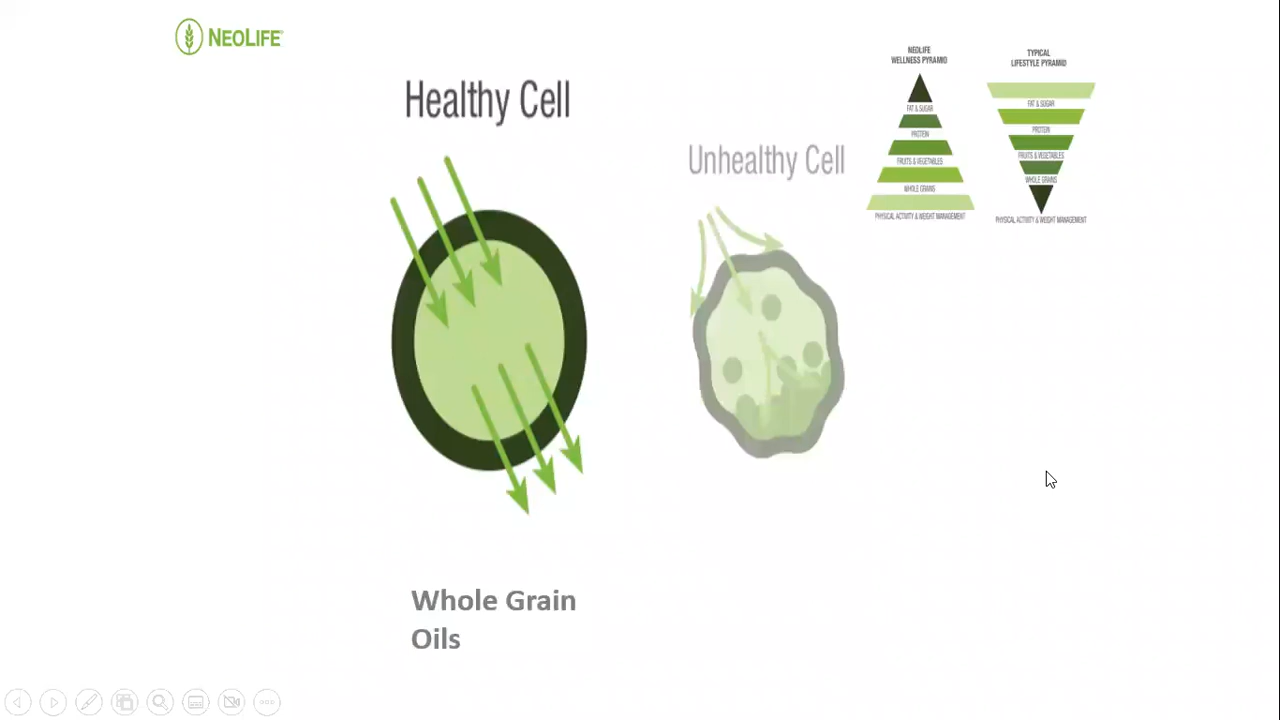 NEOLIFE
Healthy Cell
Unhealthy Cell
NEOLIFE
WELLNESS PYRAMID
FAT & SUGAR
PROTEIN
FRUITS & VEGETABLES
WHOLE GRAINS
PHYSICAL ACTIVITY & WEIGHT MANAGEMENT
TYPICAL
LIFESTYLE PYRAMID
FAT & SUGAR
PROTEIN
FRUITS & VEGETABLES
WHOLE GRAINS
PHYSICAL ACTIVITY & WEIGHT MANAGEMENT
Whole Grain
Oils